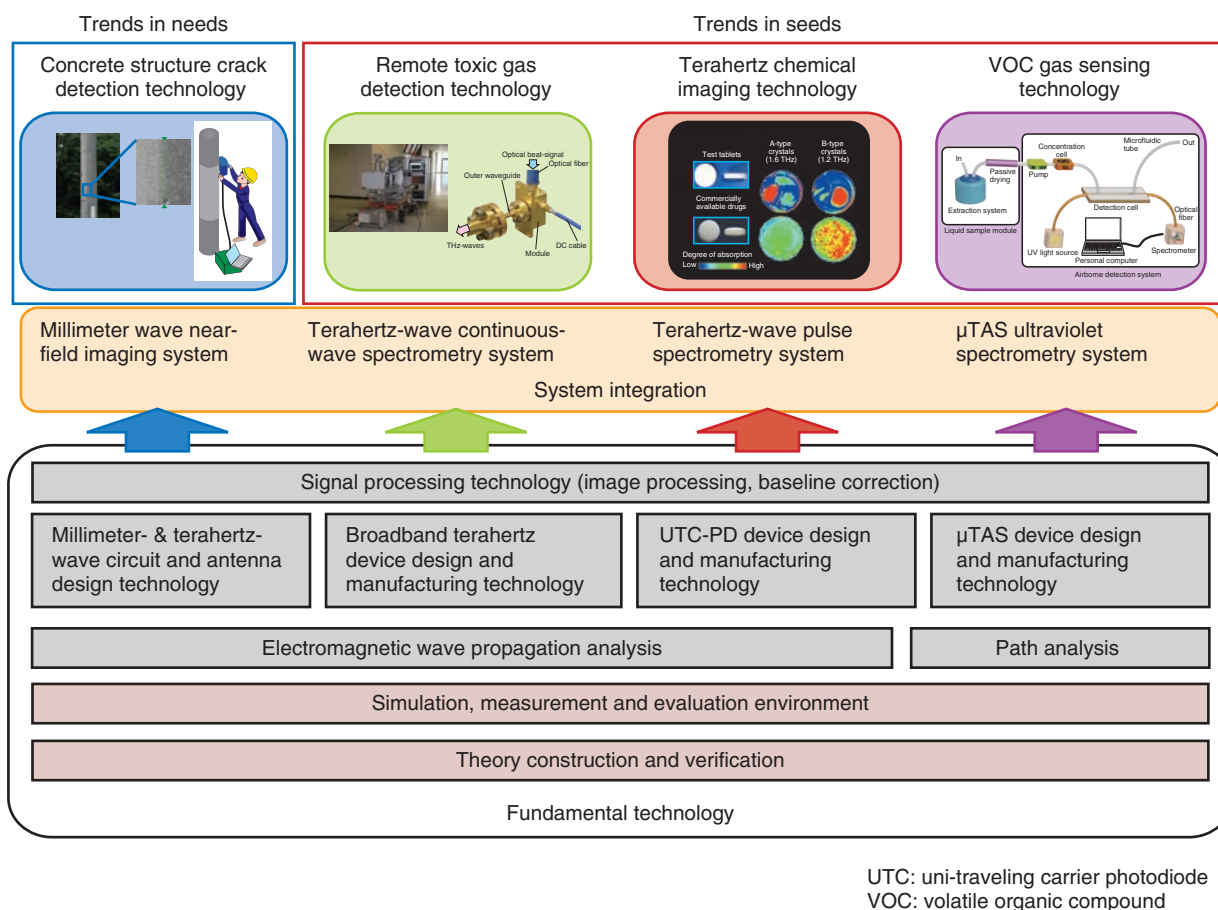 Trends in needs
Trends in seeds
Concrete structure crack
detection technology
Remote toxic gas
detection technology
Optical beat-signal
Optical fiber
Outer waveguide
THz-waves
Module
DC cable
Terahertz chemical
imaging technology
Test tablets
A-type
crystals
(1.6 THz)
B-type
crystals
(1.2 THz)
Commercially
available drugs
Degree of absorption
Low
High
VOC gas sensing
technology
In
Passive
drying
Pump
Concentration
cell
Microfluidic
tube
Out
Extraction system
Liquid sample module
Detection cell
Optical
fiber
UV light source
Personal computer
Spectrometer
Airborne detection system
Millimeter wave near-
field imaging system
Terahertz-wave continuous-
wave spectrometry system
Terahertz-wave pulse
spectrometry system
µTAS ultraviolet
spectrometry system
System integration
Signal processing technology (image processing, baseline correction)
Millimeter- & terahertz-
wave circuit and antenna
design technology
Broadband terahertz
device design and
manufacturing technology
UTC-PD device design
and manufacturing
technology
µTAS device design
and manufacturing
technology
Electromagnetic wave propagation analysis
Path analysis
Simulation, measurement and evaluation environment
Theory construction and verification
Fundamental technology
UTC: uni-traveling carrier photodiode
VOC: volatile organic compound